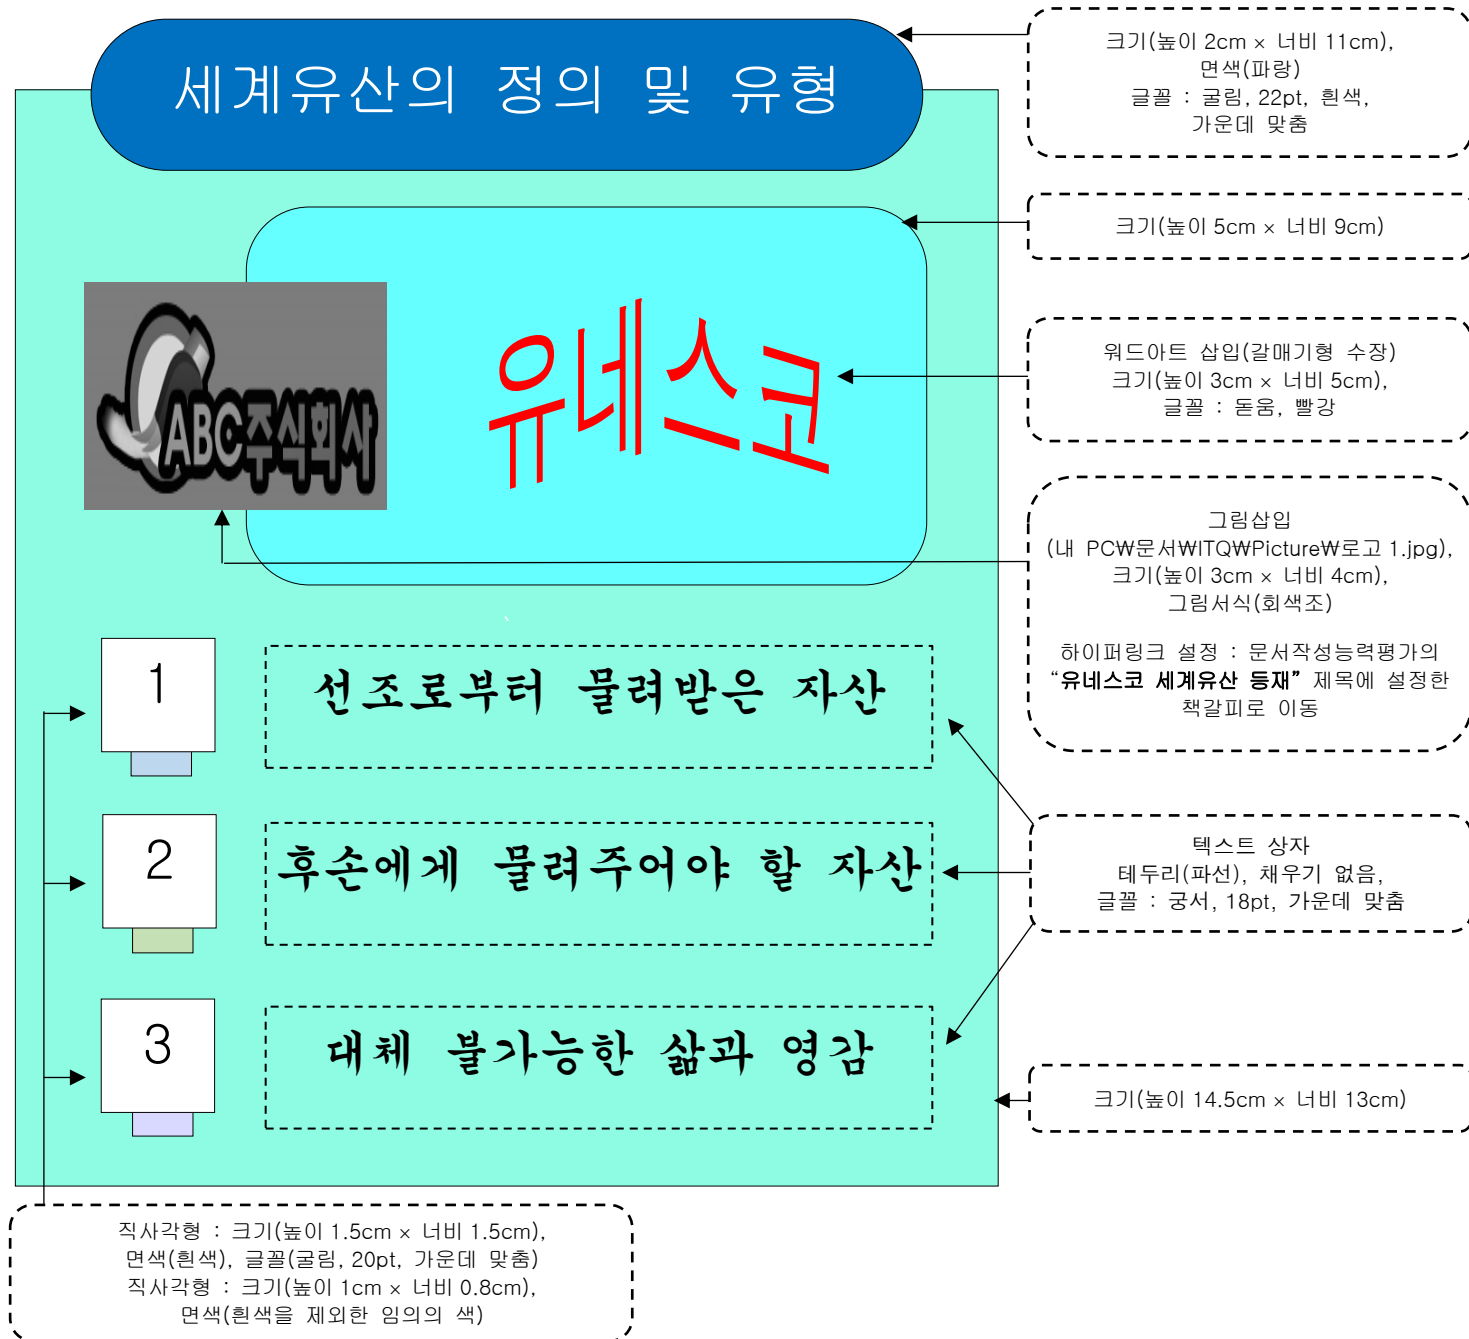 세계유산의 정의 및 유형
크기(높이 2cm × 너비 11cm),
면색(파랑)
글꼴 : 굴림, 22pt, 흰색,
가운데 맞춤
크기(높이 5cm × 너비 9cm)
ABC주식회사
유네스코
워드아트 삽입(갈매기형 수장)
크기(높이 3cm × 너비 5cm),
글꼴 : 돋움, 빨강
그림삽입
(내 PC₩문서₩ITQ₩Picture₩로고 1.jpg),
크기(높이 3cm × 너비 4cm),
그림서식(회색조)
하이퍼링크 설정 : 문서작성능력평가의
“유네스코 세계유산 등재” 제목에 설정한
책갈피로 이동
1
선조로부터 물려받은 자산
2
후손에게 물려주어야 할 자산
3
대체 불가능한 삶과 영감
텍스트 상자
테두리(파선), 채우기 없음,
글꼴 : 궁서, 18pt, 가운데 맞춤
크기(높이 14.5cm × 너비 13cm)
직사각형 : 크기(높이 1.5cm × 너비 1.5cm),
면색(흰색), 글꼴(굴림, 20pt, 가운데 맞춤)
직사각형 : 크기(높이 1cm × 너비 0.8cm),
면색(흰색을 제외한 임의의 색)